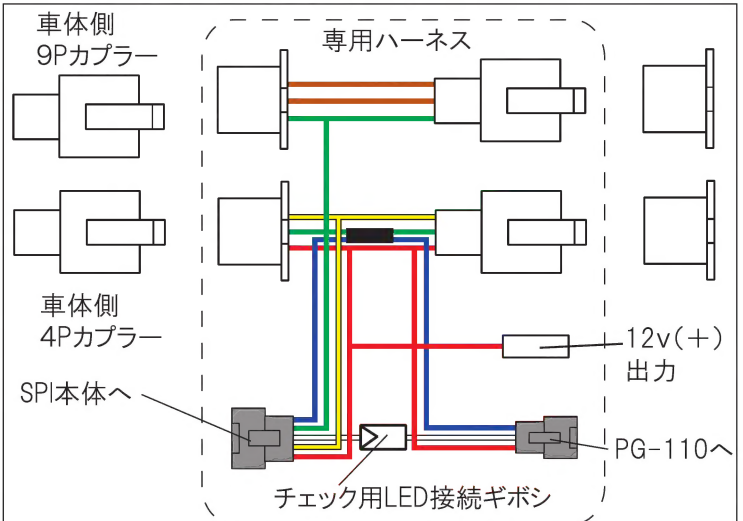 車体側
9Pカプラー
専用ハーネス
車体側
4Pカプラー
12v(+)
出力
SPI本体へ
PG-110へ
チェック用LED接続ギボシ